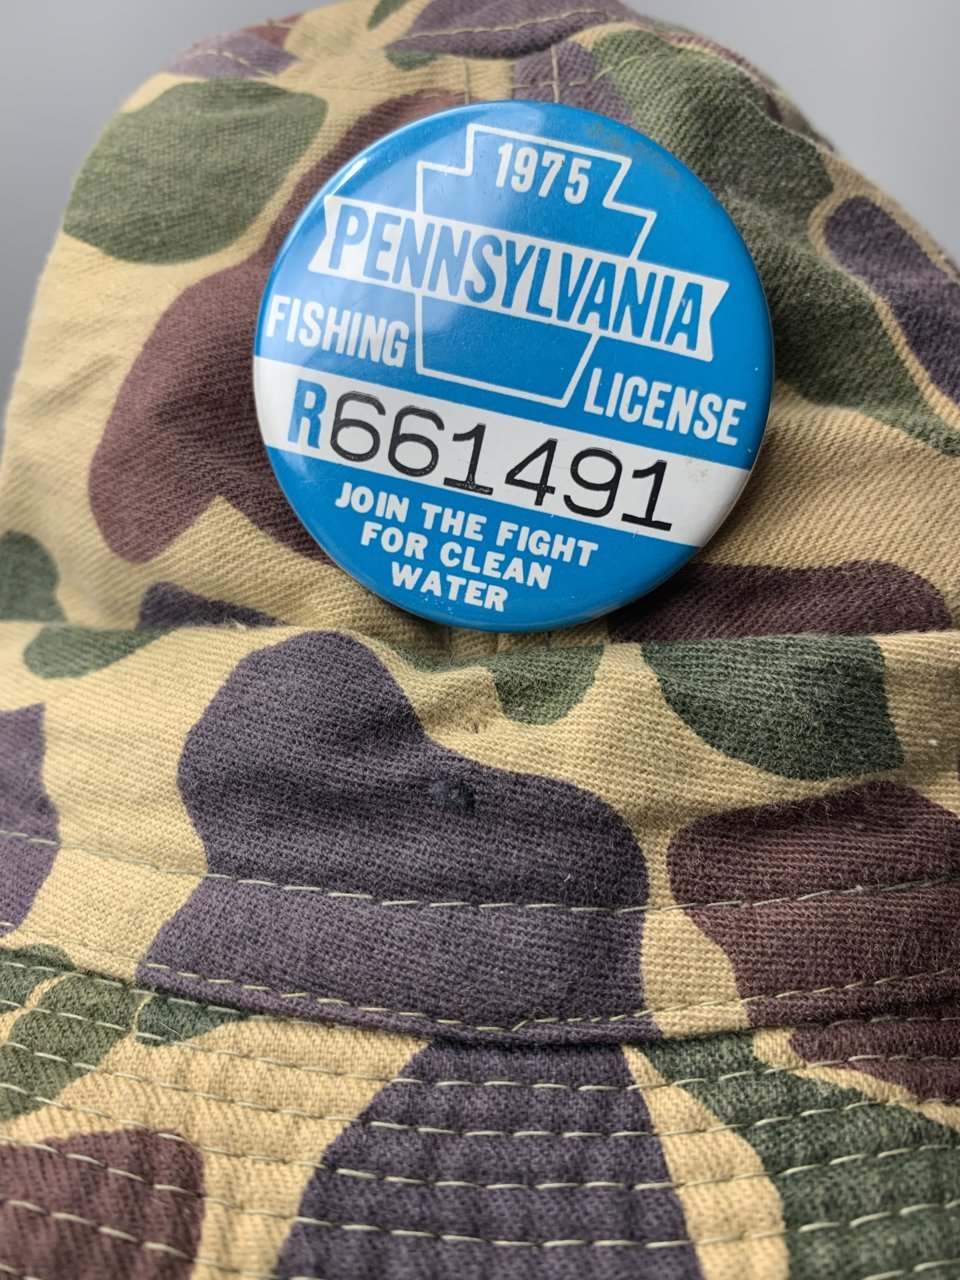 1975
PENNSYLVANIA
FISHING
LICENSE
R661491
JOIN THE FIGHT
FOR CLEAN
WATER